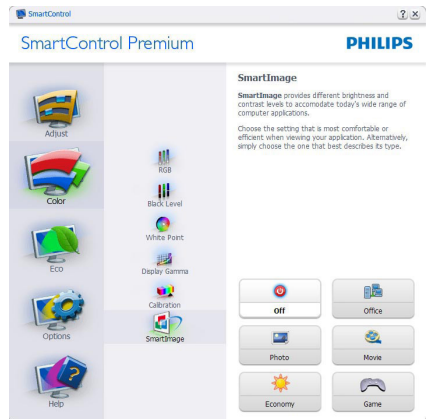 SmartControl
SmartControl Premium
PHILIPS
Adjust
Color
Eco
Options
Help
RGB
Black Level
White Point
Display Gamma
Calibration
SmartImage
SmartImage
SmartImage provides different brightness and
contrast levels to accomodate today's wide range of
computer applications.
Choose the setting that is most comfortable or
efficient when viewing your application. Alternatively,
simply choose the one that best describes its type.
Off
Office
Photo
Movie
Economy
Game